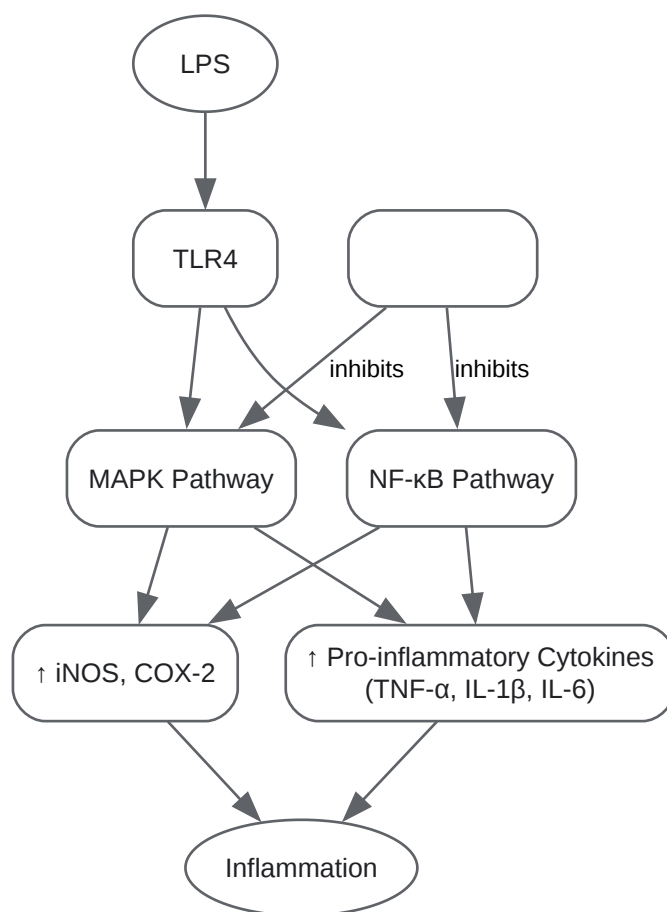 LPS
TLR4
inhibits
inhibits
MAPK Pathway
NF-κB Pathway
↑ iNOS, COX-2
↑ Pro-inflammatory Cytokines
(TNF-α, IL-1β, IL-6)
Inflammation